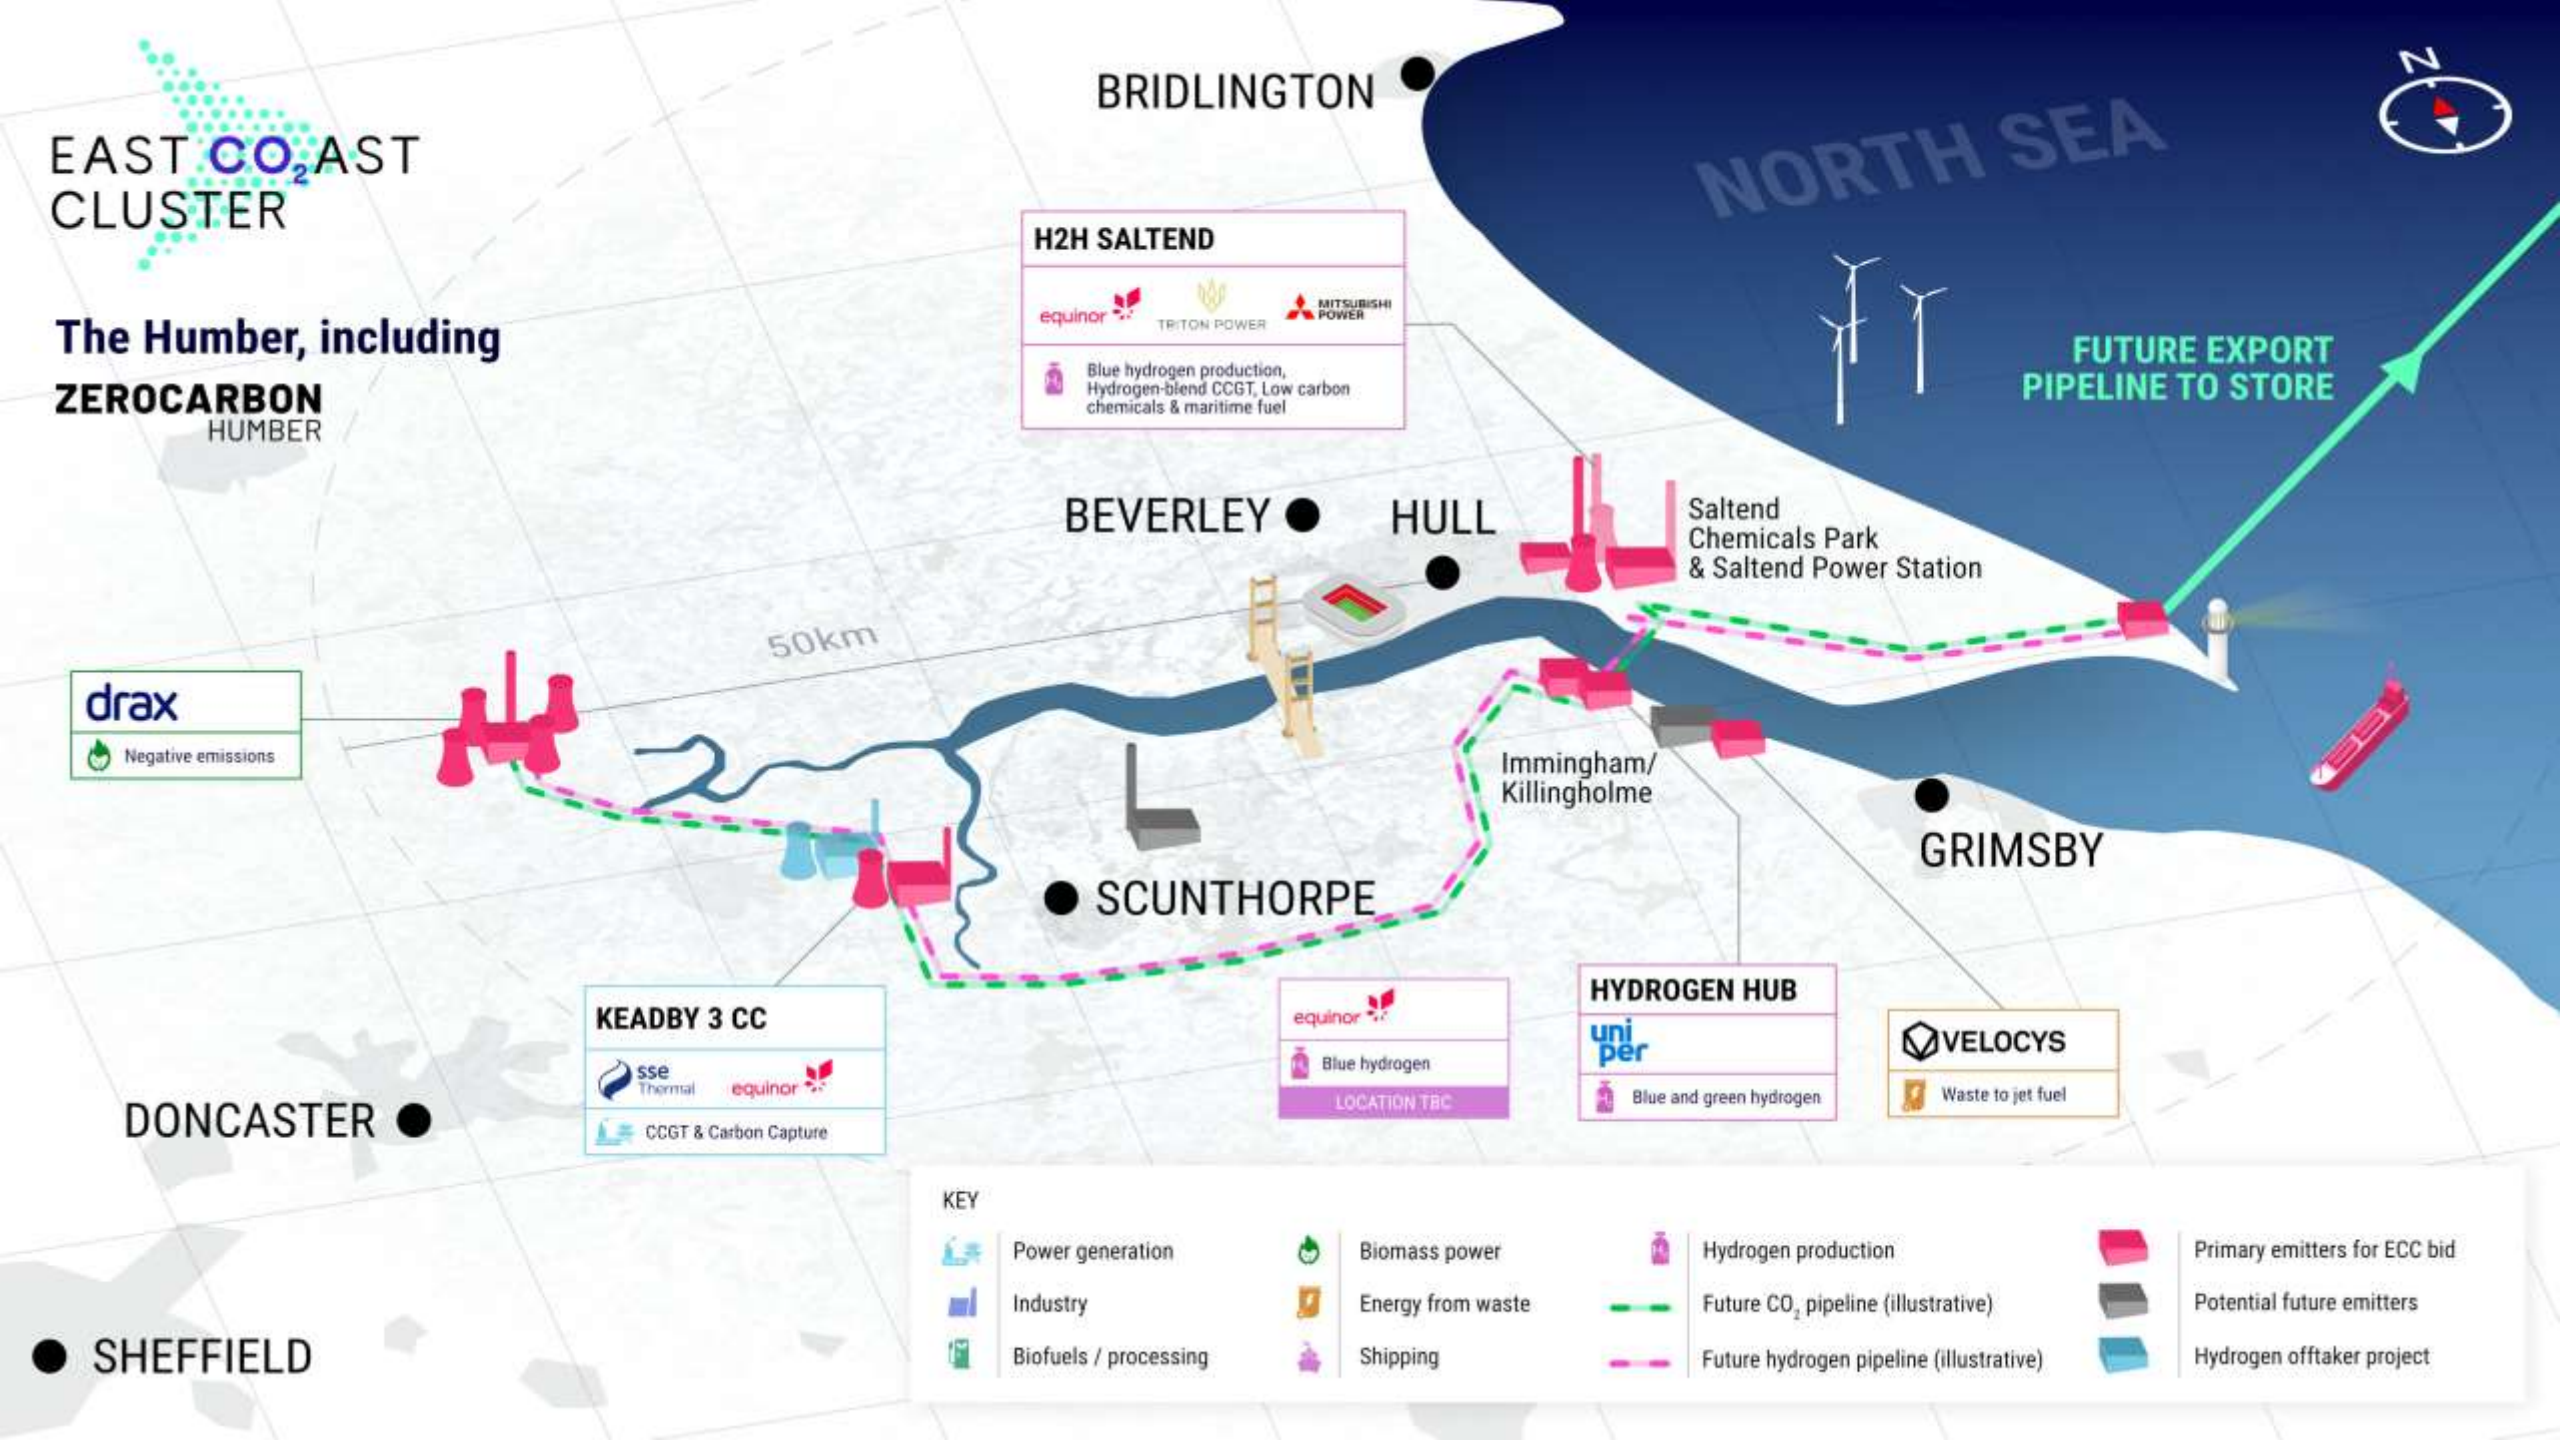 EAST CO₂AST
CLUSTER
The Humber, including
ZEROCARBON
HUMBER
BRIDLINGTON
N
NORTH SEA
H2H SALTEND
equinor
TRITON POWER
MITSUBISHI
POWER
Blue hydrogen production,
Hydrogen-blend CCGT, Low carbon
chemicals & maritime fuel
FUTURE EXPORT
PIPELINE TO STORE
BEVERLEY
HULL
Saltend
Chemicals Park
& Saltend Power Station
50km
drax
Negative emissions
Immingham/
Killingholme
GRIMSBY
SCUNTHORPE
KEADBY 3 CC
sse
Thermal
equinor
CCGT & Carbon Capture
equinor
H₂
Blue hydrogen
LOCATION TBC
HYDROGEN HUB
uni
per
H₂
Blue and green hydrogen
VELOCYS
Waste to jet fuel
DONCASTER
SHEFFIELD
KEY
Power generation
Industry
Biofuels / processing
Biomass power
Energy from waste
Shipping
Hydrogen production
Future CO₂ pipeline (illustrative)
Future hydrogen pipeline (illustrative)
Primary emitters for ECC bid
Potential future emitters
Hydrogen offtaker project